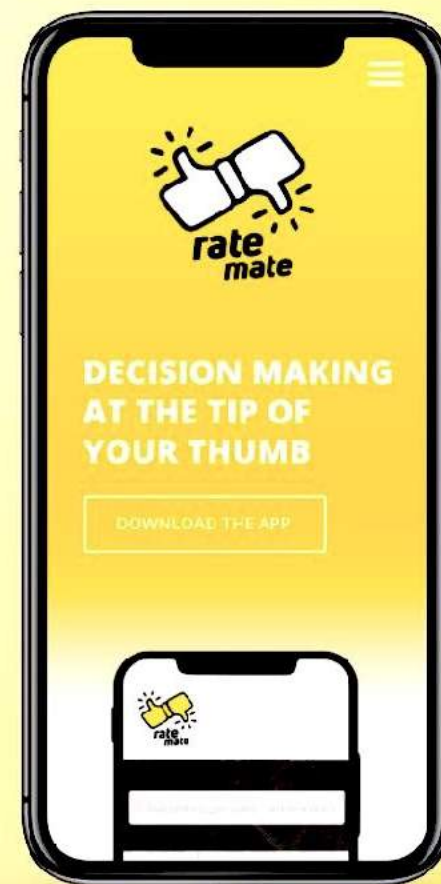 rate
mate
DECISION MAKING
AT THE TIP OF
YOUR THUMB
DOWNLOAD THE APP
rate
mate